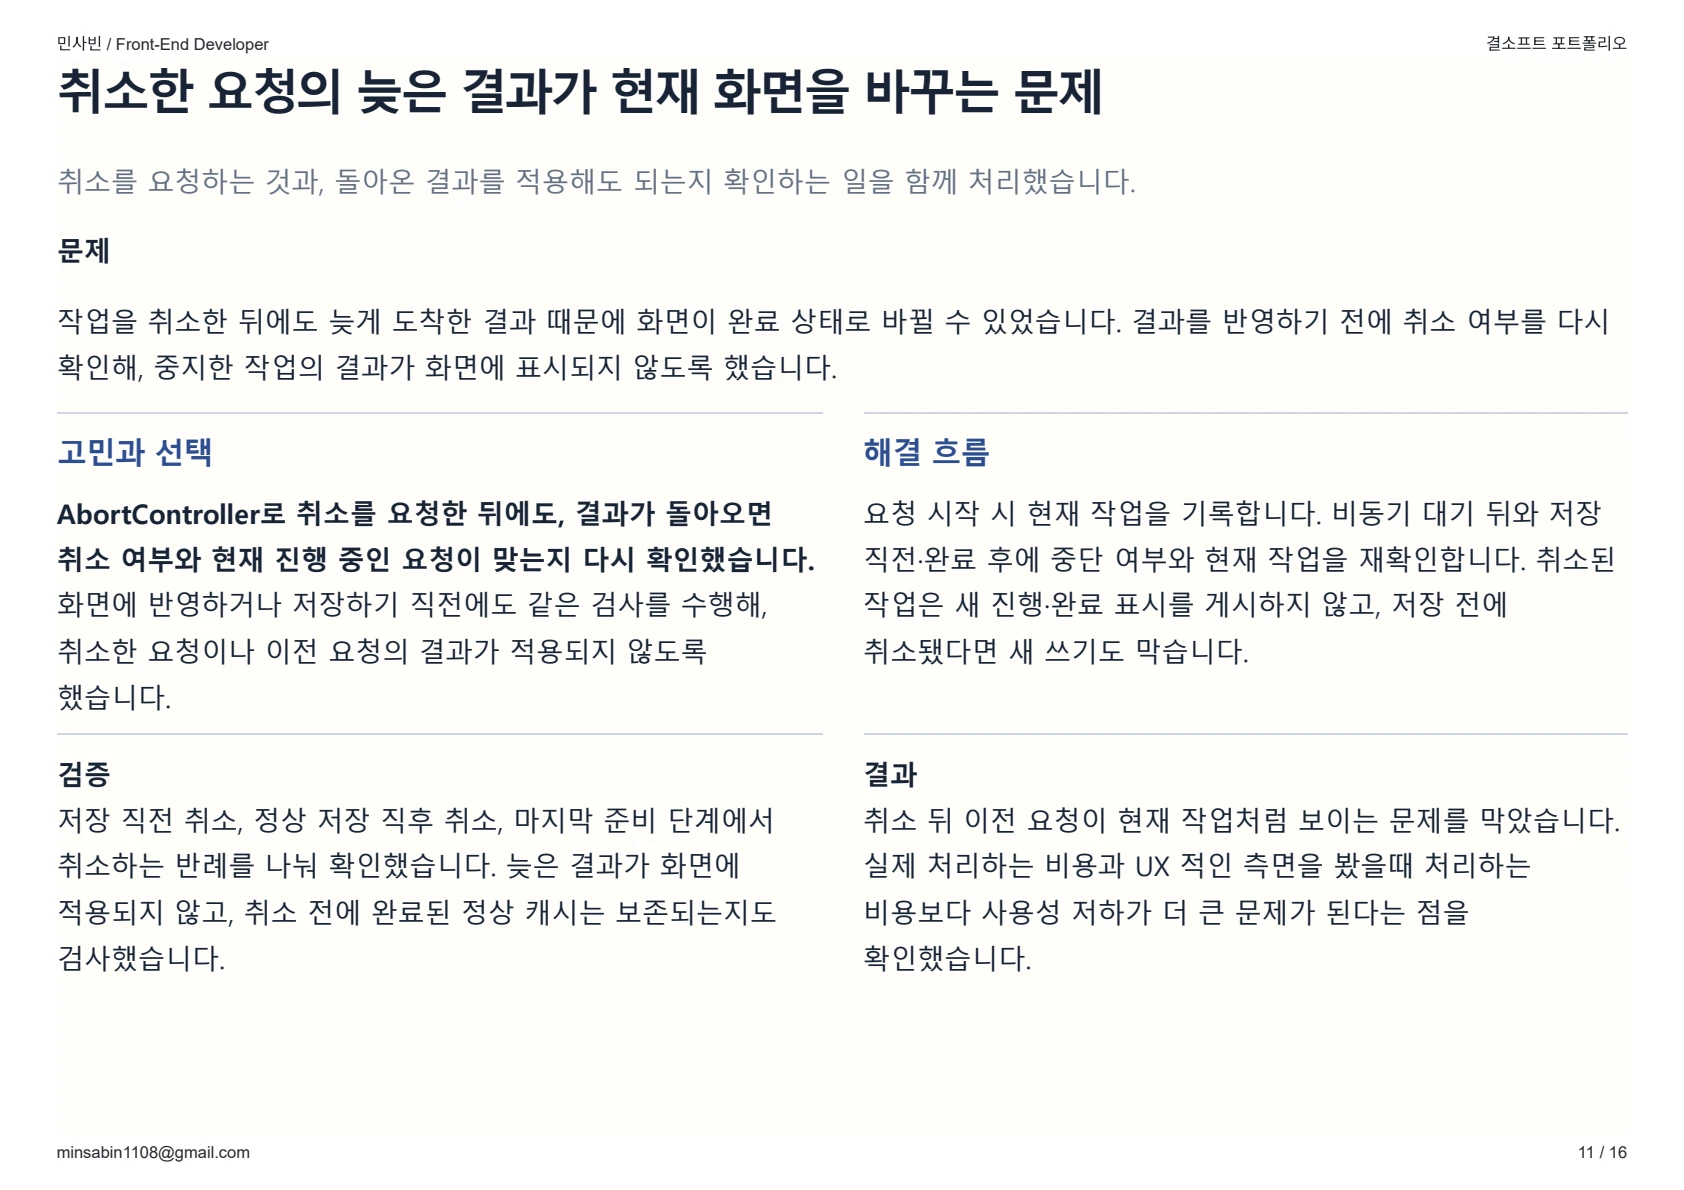 민사빈 / Front-End Developer
결소프트 포트폴리오
취소한 요청의 늦은 결과가 현재 화면을 바꾸는 문제
취소를 요청하는 것과, 돌아온 결과를 적용해도 되는지 확인하는 일을 함께 처리했습니다.
문제
작업을 취소한 뒤에도 늦게 도착한 결과 때문에 화면이 완료 상태로 바뀔 수 있었습니다. 결과를 반영하기 전에 취소 여부를 다시
확인해, 중지한 작업의 결과가 화면에 표시되지 않도록 했습니다.
고민과 선택
AbortController로 취소를 요청한 뒤에도, 결과가 돌아오면
취소 여부와 현재 진행 중인 요청이 맞는지 다시 확인했습니다.
화면에 반영하거나 저장하기 직전에도 같은 검사를 수행해,
취소한 요청이나 이전 요청의 결과가 적용되지 않도록
했습니다.
해결 흐름
요청 시작 시 현재 작업을 기록합니다. 비동기 대기 뒤와 저장
직전·완료 후에 중단 여부와 현재 작업을 재확인합니다. 취소된
작업은 새 진행·완료 표시를 게시하지 않고, 저장 전에
취소됐다면 새 쓰기도 막습니다.
검증
저장 직전 취소, 정상 저장 직후 취소, 마지막 준비 단계에서
취소하는 반례를 나눠 확인했습니다. 늦은 결과가 화면에
적용되지 않고, 취소 전에 완료된 정상 캐시는 보존되는지도
검사했습니다.
결과
취소 뒤 이전 요청이 현재 작업처럼 보이는 문제를 막았습니다.
실제 처리하는 비용과 UX 적인 측면을 봤을때 처리하는
비용보다 사용성 저하가 더 큰 문제가 된다는 점을
확인했습니다.
minsabin1108@gmail.com
11 / 16